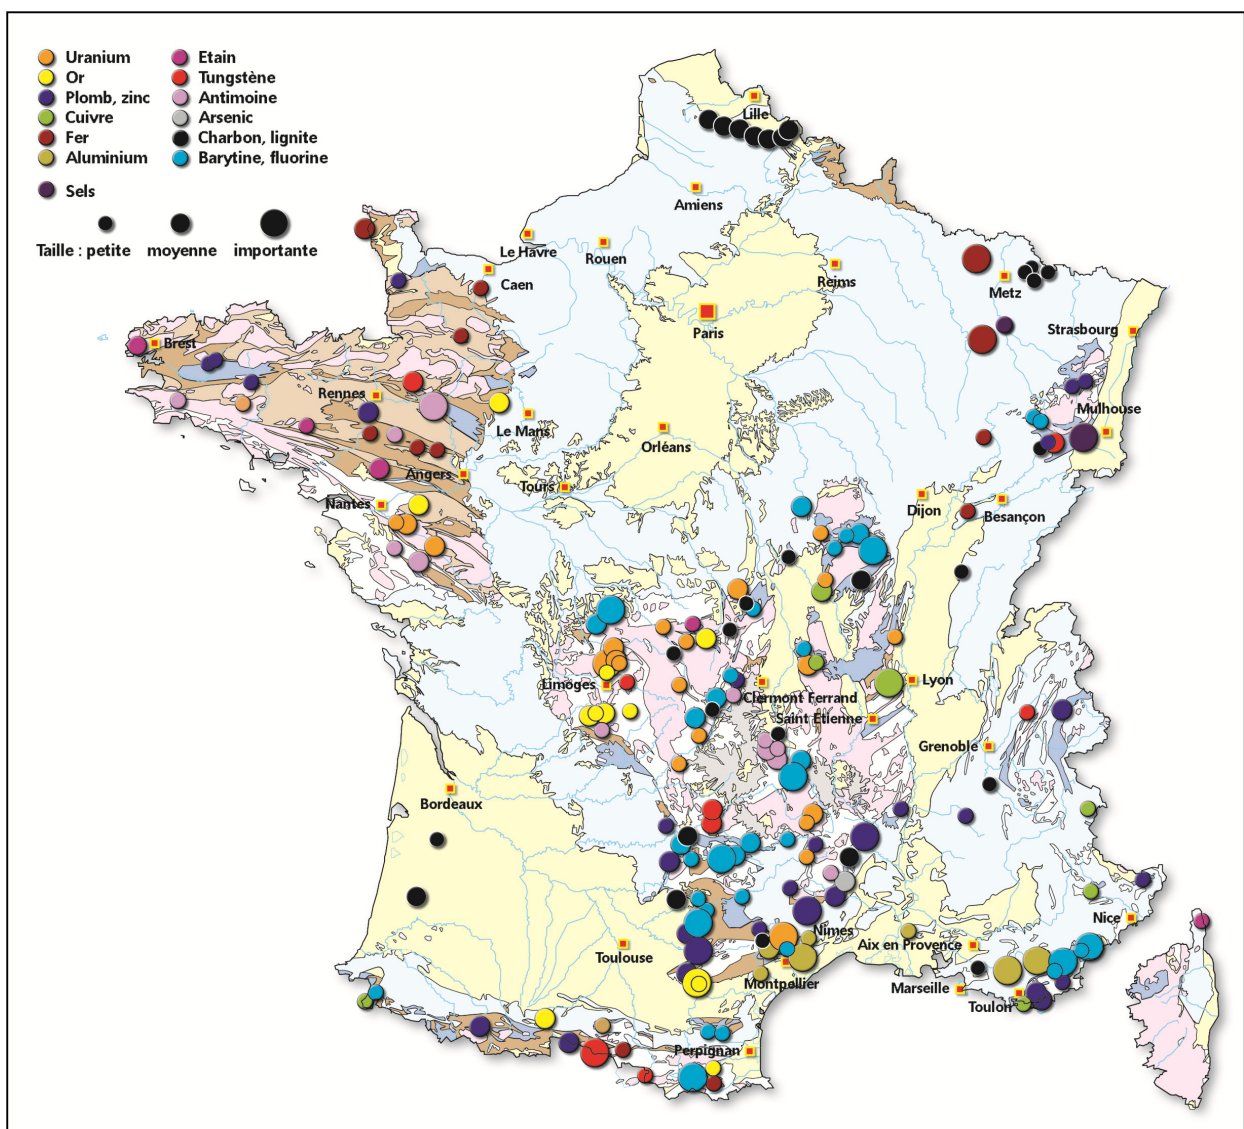 Uranium
Or
Plomb, zinc
Cuivre
Fer
Aluminium
Sels
Etain
Tungstène
Antimoine
Arsenic
Charbon, lignite
Barytine, fluorine
Taille : petite moyenne importante
Lille
Amiens
Le Havre
Rouen
Caen
Reims
Metz
Paris
Strasbourg
Brest
Rennes
Le Mans
Mulhouse
Orléans
Angers
Tours
Nantes
Dijon
Besançon
Limoges
Clermont Ferrand
Lyon
Saint Etienne
Grenoble
Bordeaux
Nice
Nimes
Toulouse
Aix en Provence
Montpellier
Marseille
Toulon
Perpignan